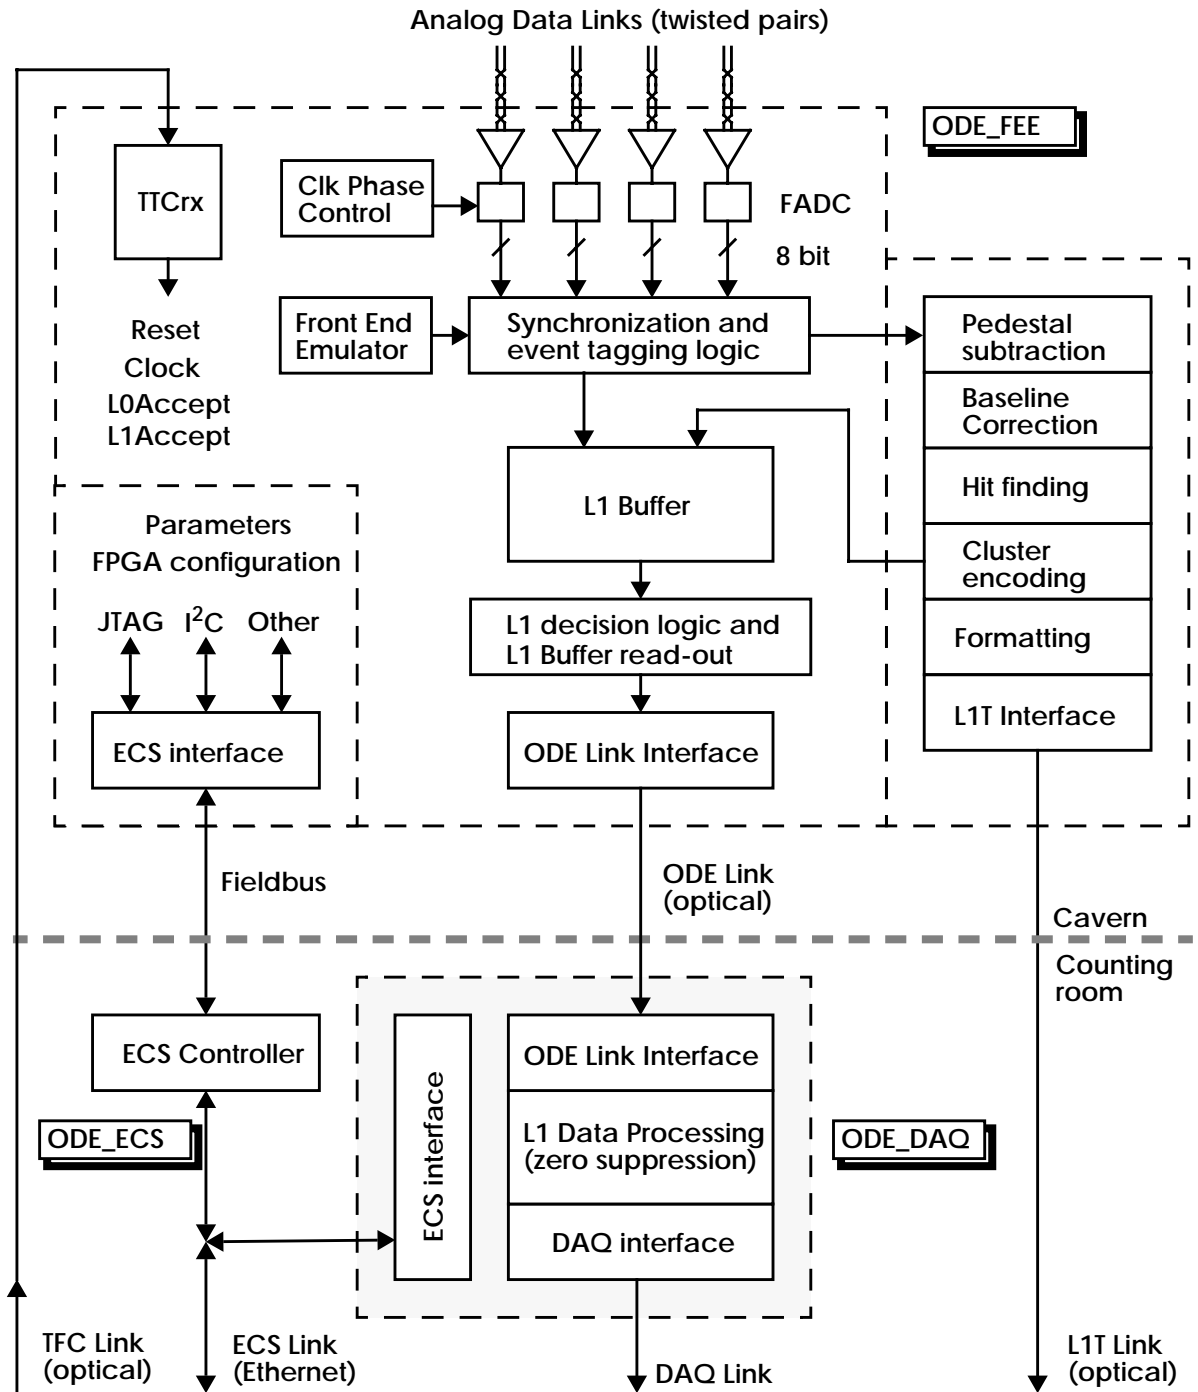 Analog Data Links (twisted pairs)
ODE_FEE
TTCrx
Clk Phase
Control
FADC
8 bit
Reset
Clock
L0Accept
L1Accept
Front End
Emulator
Synchronization and
event tagging logic
Pedestal
subtraction
Baseline
Correction
Hit finding
Cluster
encoding
Formatting
L1T Interface
L1 Buffer
Parameters
FPGA configuration
JTAG
I²C
Other
L1 decision logic and
L1 Buffer read-out
ECS interface
ODE Link Interface
Fieldbus
ODE Link
(optical)
Cavern
Counting
room
ECS Controller
ECS interface
ODE Link Interface
L1 Data Processing
(zero suppression)
DAQ interface
ODE_ECS
ODE_DAQ
TFC Link
(optical)
ECS Link
(Ethernet)
DAQ Link
L1T Link
(optical)